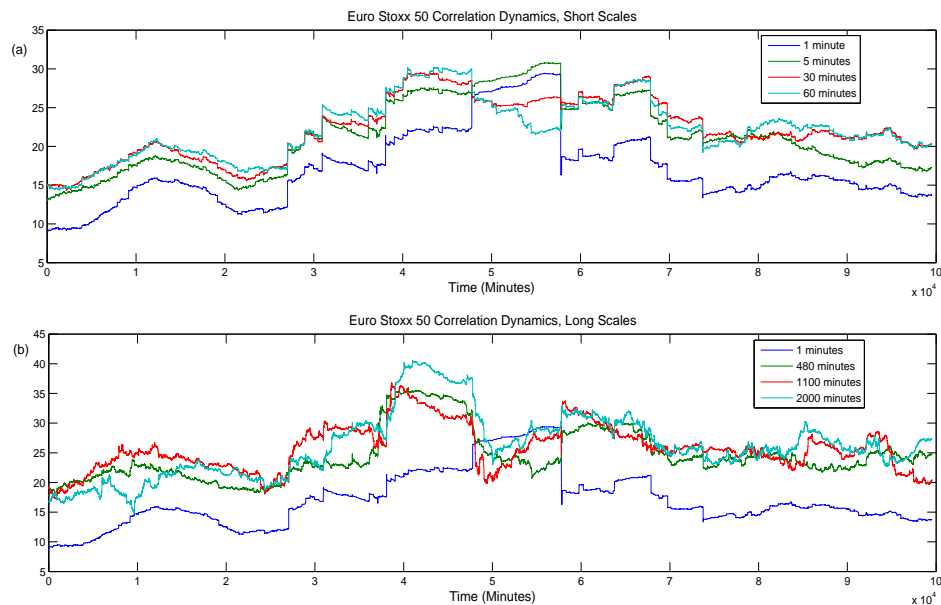 Euro Stoxx 50 Correlation Dynamics, Short Scales
(a)
35
30
25
20
15
10
5
1 minute
5 minutes
30 minutes
60 minutes
0 1 2 3 4 5 6 7 8 9 10
Time (Minutes)
x 10^4
Euro Stoxx 50 Correlation Dynamics, Long Scales
(b)
45
40
35
30
25
20
15
10
5
1 minutes
480 minutes
1100 minutes
2000 minutes
0 1 2 3 4 5 6 7 8 9 10
Time (Minutes)
x 10^4